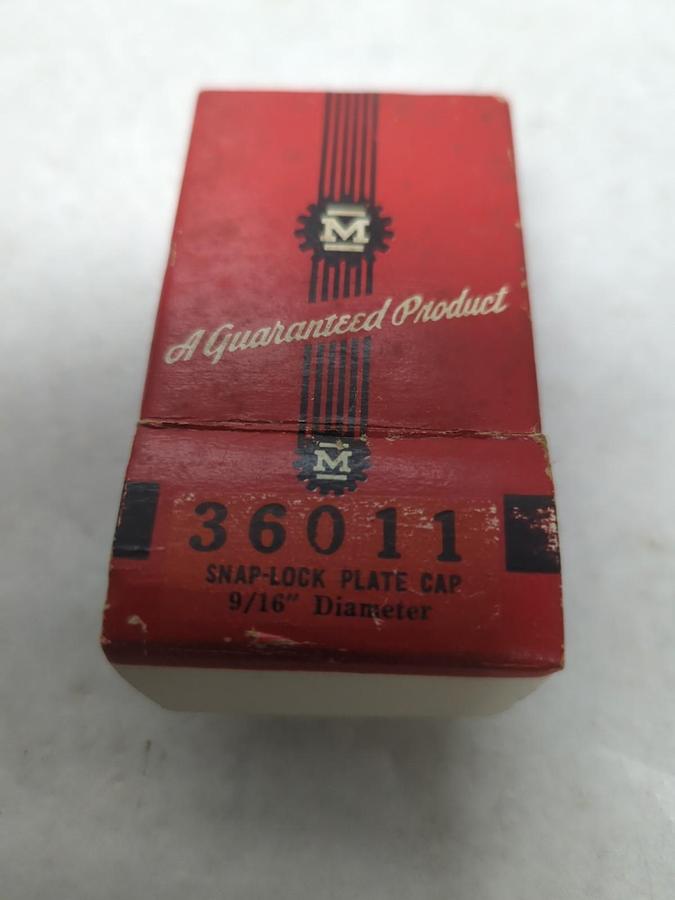 M
A Guaranteed Product
M
36011
SNAP-LOCK PLATE CAP
9/16" Diameter